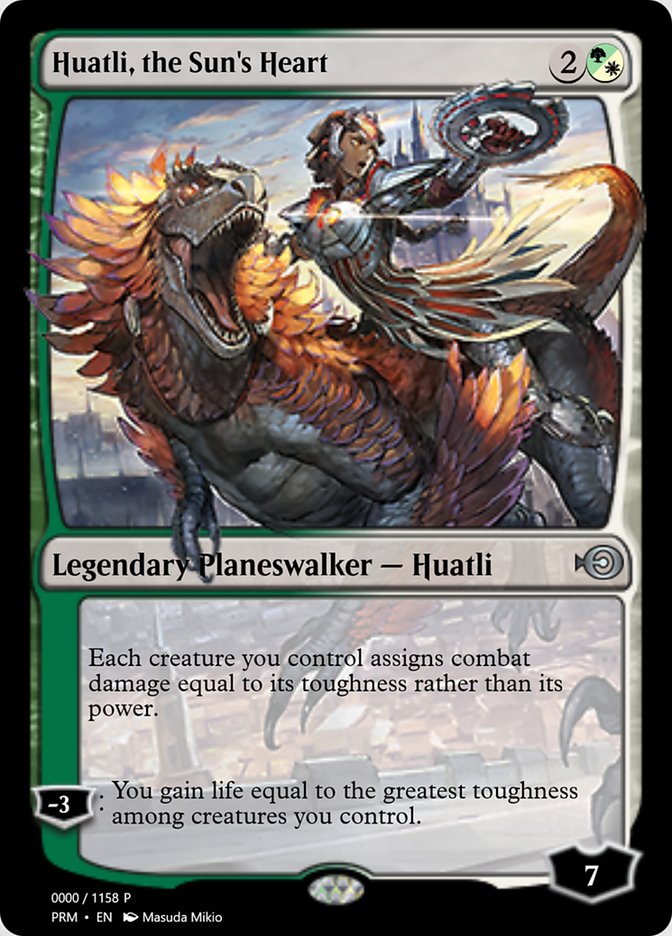 Huatli, the Sun's Heart 2
Legendary Planeswalker — Huatli
Each creature you control assigns combat
damage equal to its toughness rather than its
power.
-3 : You gain life equal to the greatest toughness
among creatures you control.
7
0000 / 1158 P
PRM • EN Masuda Mikio